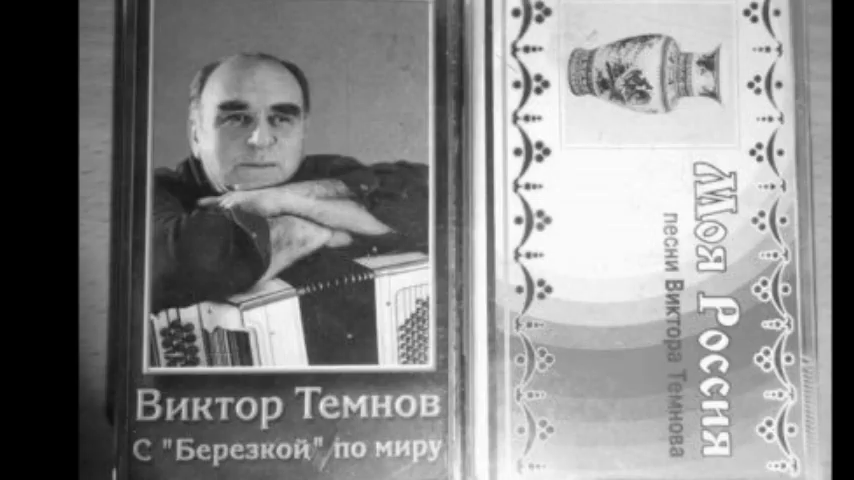 Виктор Темнов
С "Березкой" по миру
Моя Россия
песни Виктора Темнова